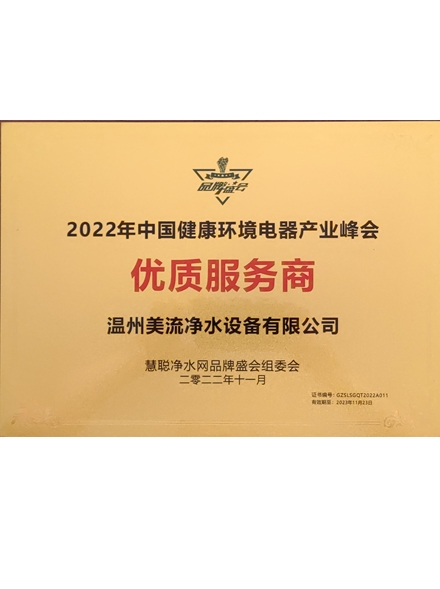 品牌盛会
2022年中国健康环境电器产业峰会
优质服务商
温州美流净水设备有限公司
慧聪净水网品牌盛会组委会
二零二二年十一月
证书编号：GZSLSGQT2022A011
有效期至：2023年11月23日